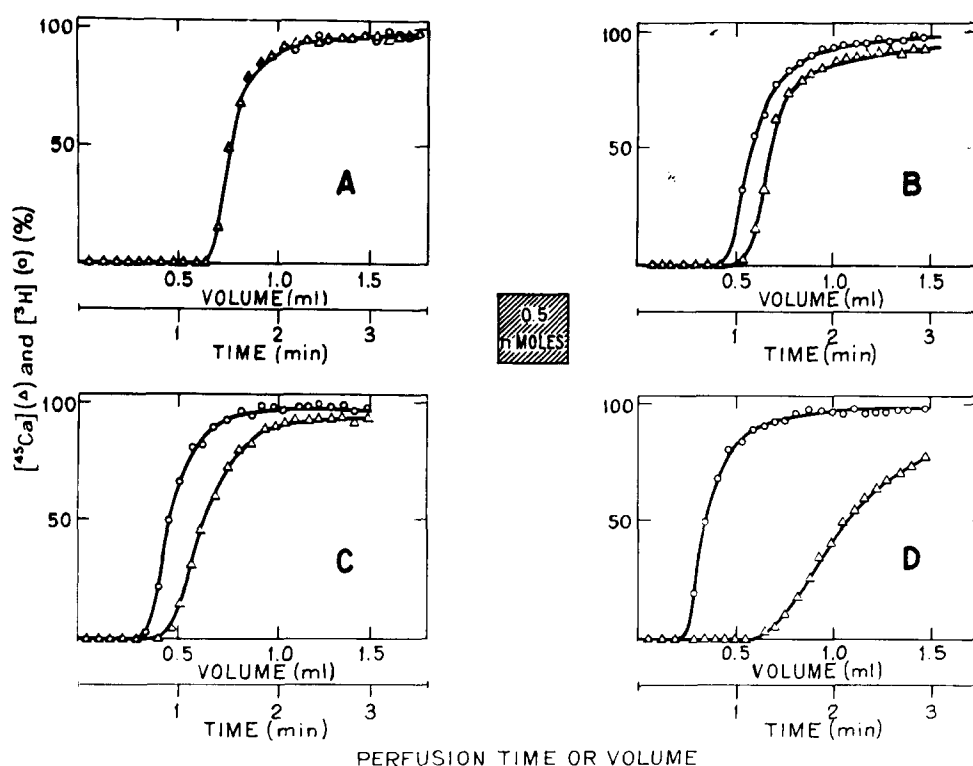 [⁴⁵Ca](△) and [³H](o)(%)
100
50
A
0.5 1.0 1.5
VOLUME(ml)
1 2 3
TIME (min)
100
50
B
0.5 1.0 1.5
VOLUME (ml)
1 2 3
TIME (min)
0.5
n MOLES
100
50
C
0.5 1.0 1.5
VOLUME (ml)
1 2 3
TIME (min)
100
50
D
0.5 1.0 1.5
VOLUME (ml)
1 2 3
TIME (min)
PERFUSION TIME OR VOLUME